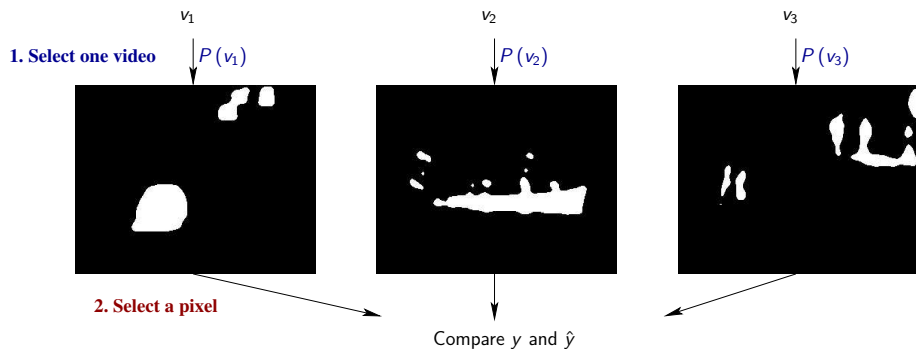 v₁ v₂ v₃
1. Select one video P(v₁) P(v₂) P(v₃)
2. Select a pixel
Compare y and ŷ